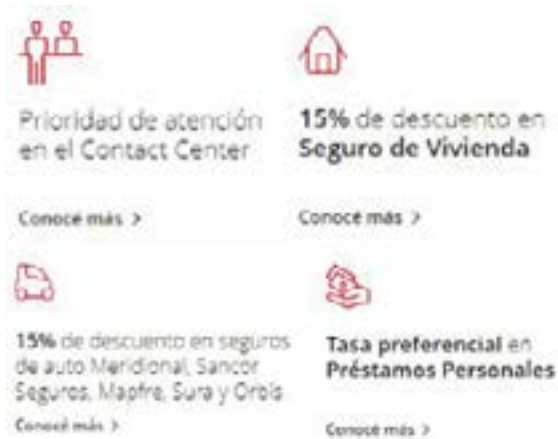 Prioridad de atención
en el Contact Center
Conocé más >
15% de descuento en
Seguro de Vivienda
Conocé más >
15% de descuento en seguros
de auto Meridional, Sancor
Seguros, Mapfre, Sura y Orbis
Conocé más >
Tasa preferencial en
Préstamos Personales
Conocé más >